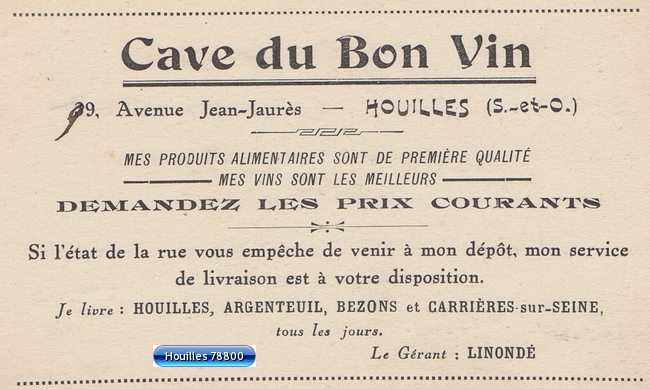 Cave du Bon Vin
99, Avenue Jean-Jaurès — HOUILLES (S.-et-O.)
MES PRODUITS ALIMENTAIRES SONT DE PREMIÈRE QUALITÉ
MES VINS SONT LES MEILLEURS
DEMANDEZ LES PRIX COURANTS
Si l'état de la rue vous empêche de venir à mon dépôt, mon service
de livraison est à votre disposition.
Je livre : HOUILLES, ARGENTEUIL, BEZONS et CARRIÈRES-sur-SEINE,
tous les jours.
Houilles 78800
Le Gérant : LINONDÉ